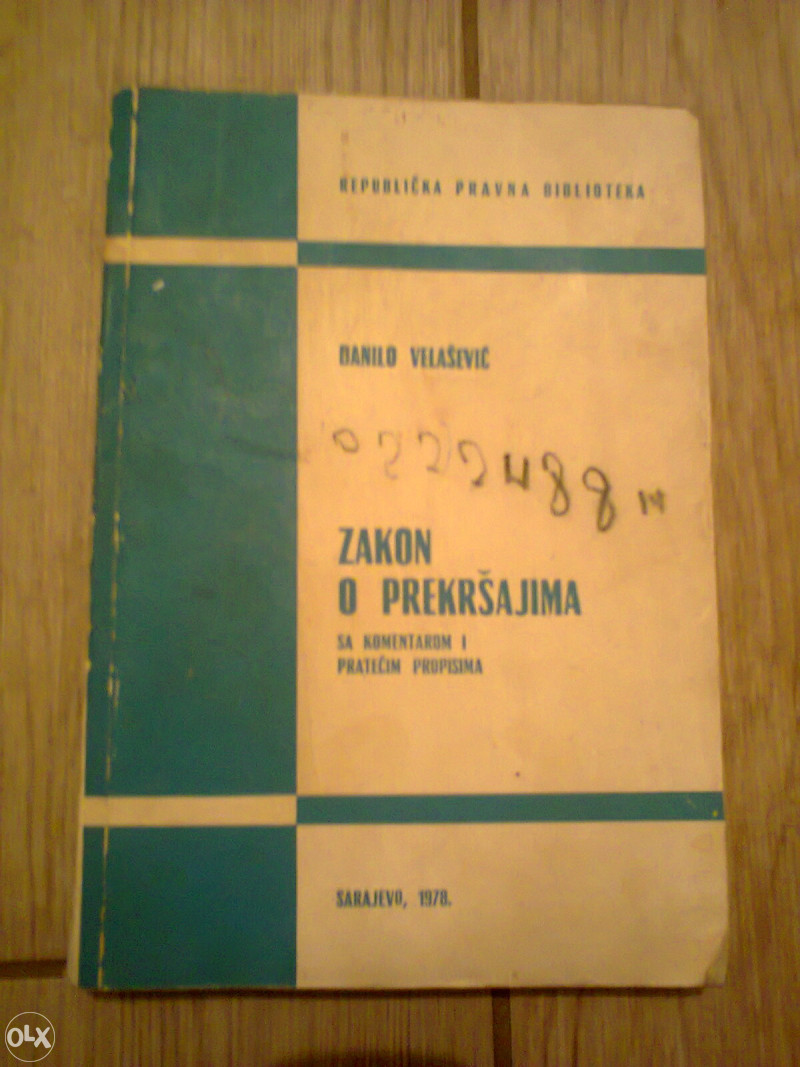 REPUBLIČKA PRAVNA BIBLIOTEKA
DANILO VELAŠEVIĆ
ZAKON
O PREKRŠAJIMA
SA KOMENTAROM I
PRATEĆIM PROPISIMA
SARAJEVO, 1978.
OLX